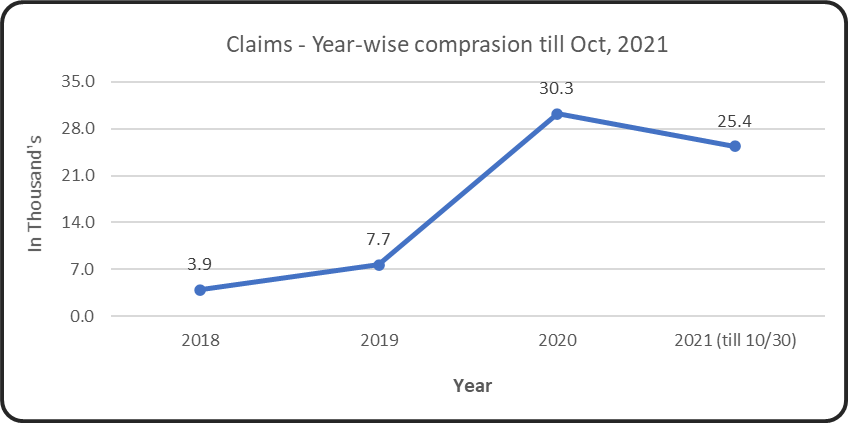 Claims - Year-wise comprasion till Oct, 2021
In Thousand's
35.0
28.0
21.0
14.0
7.0
0.0
3.9
7.7
30.3
25.4
2018 2019 2020 2021 (till 10/30)
Year